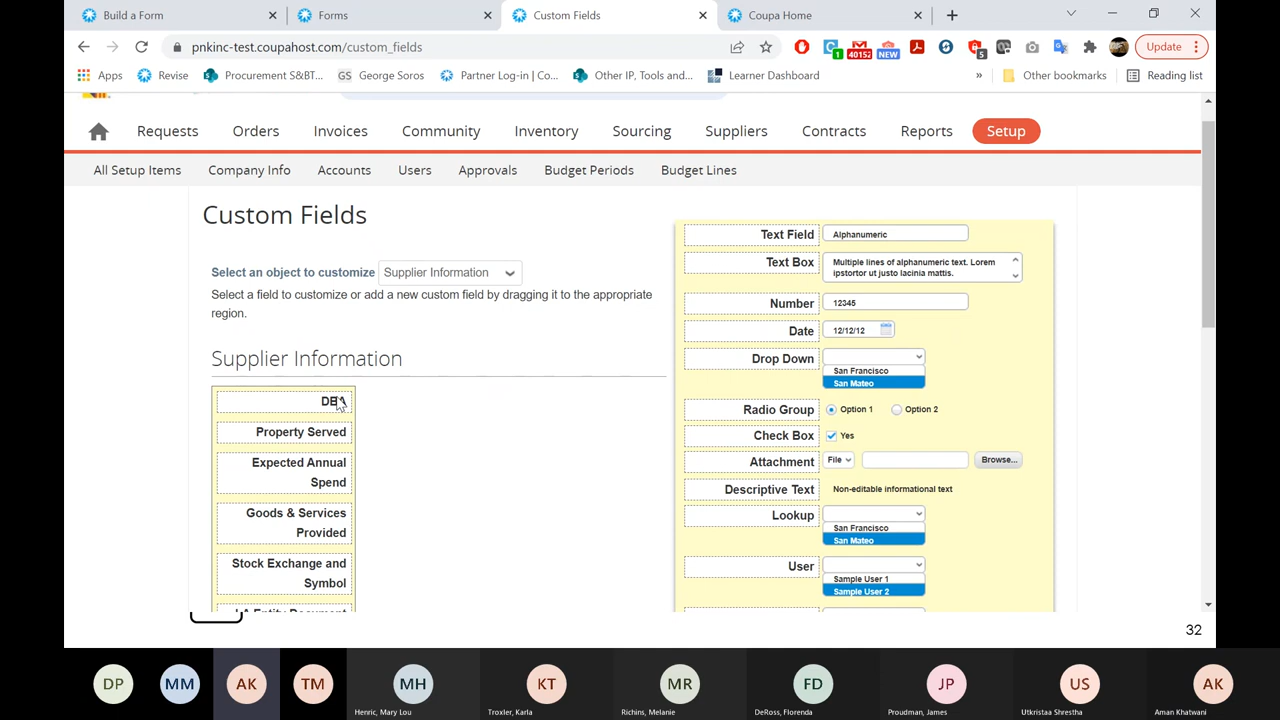 Build a Form
Forms
Custom Fields
Coupa Home
pnkinc-test.coupahost.com/custom_fields
1
40152
NEW
5
Update
Apps
Revise
Procurement S&BT...
GS George Soros
Partner Log-in | Co...
Other IP, Tools and...
Learner Dashboard
»
Other bookmarks
Reading list
Requests
Orders
Invoices
Community
Inventory
Sourcing
Suppliers
Contracts
Reports
Setup
All Setup Items
Company Info
Accounts
Users
Approvals
Budget Periods
Budget Lines
Custom Fields
Select an object to customize Supplier Information
Select a field to customize or add a new custom field by dragging it to the appropriate
region.
Supplier Information
DBA
Property Served
Expected Annual
Spend
Goods & Services
Provided
Stock Exchange and
Symbol
Text Field Alphanumeric
Text Box Multiple lines of alphanumeric text. Lorem
ipstortor ut justo lacinia mattis.
Number 12345
Date 12/12/12
Drop Down
San Francisco
San Mateo
Radio Group Option 1 Option 2
Check Box Yes
Attachment File Browse...
Descriptive Text Non-editable informational text
Lookup
San Francisco
San Mateo
User
Sample User 1
Sample User 2
32
DP
MM
AK
TM
MH
Henric, Mary Lou
KT
Troxler, Karla
MR
Richins, Melanie
FD
DeRoss, Florenda
JP
Proudman, James
US
Utkristaa Shrestha
AK
Aman Khatwani